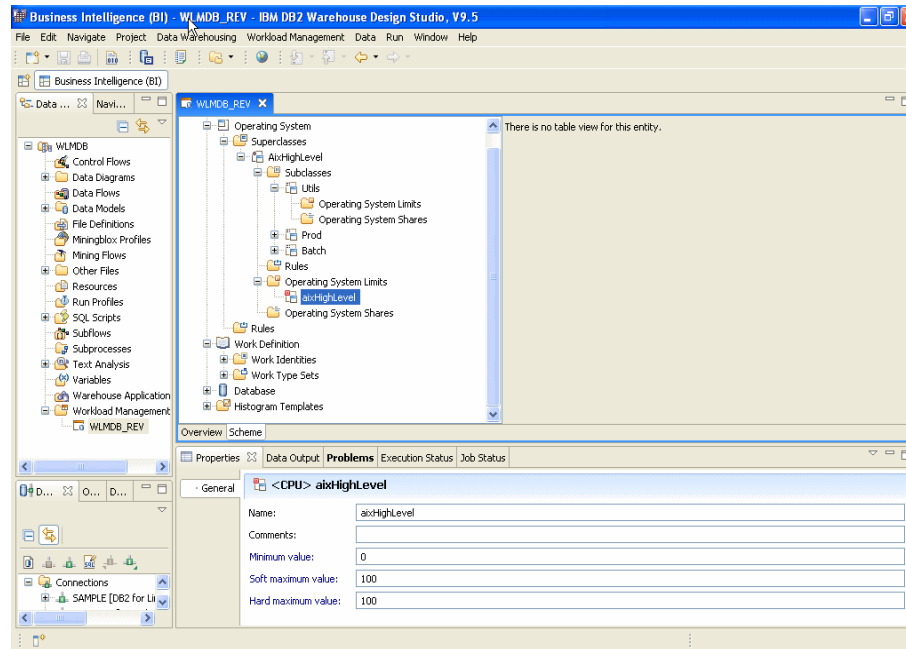 Business Intelligence (BI) - WLMDB_REV - IBM DB2 Warehouse Design Studio, V9.5
File Edit Navigate Project Data Warehousing Workload Management Data Run Window Help
Business Intelligence (BI)
Data ... Navi...
WLMDB
Control Flows
Data Diagrams
Data Flows
Data Models
File Definitions
Miningblox Profiles
Mining Flows
Other Files
Resources
Run Profiles
SQL Scripts
Subflows
Subprocesses
Text Analysis
Variables
Warehouse Application
Workload Management
WLMDB_REV
WLMDB_REV
Operating System
Superclasses
AixHighLevel
Subclasses
Utils
Operating System Limits
Operating System Shares
Prod
Batch
Rules
Operating System Limits
aixHighLevel
Operating System Shares
Rules
Work Definition
Work Identities
Work Type Sets
Database
Histogram Templates
Overview Scheme
There is no table view for this entity.
Properties Data Output Problems Execution Status Job Status
General
<CPU> aixHighLevel
Name: aixHighLevel
Comments:
Minimum value: 0
Soft maximum value: 100
Hard maximum value: 100
D... O... D...
Connections
SAMPLE [DB2 for Li